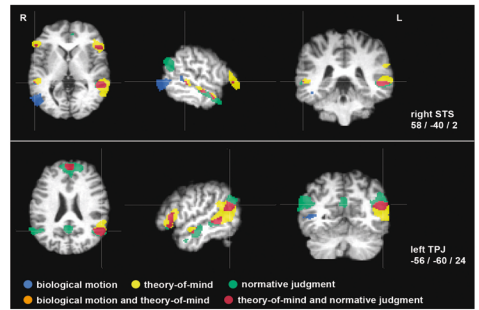 R L
right STS
58 / -40 / 2
left TPJ
-56 / -60 / 24
biological motion theory-of-mind normative judgment
biological motion and theory-of-mind theory-of-mind and normative judgment